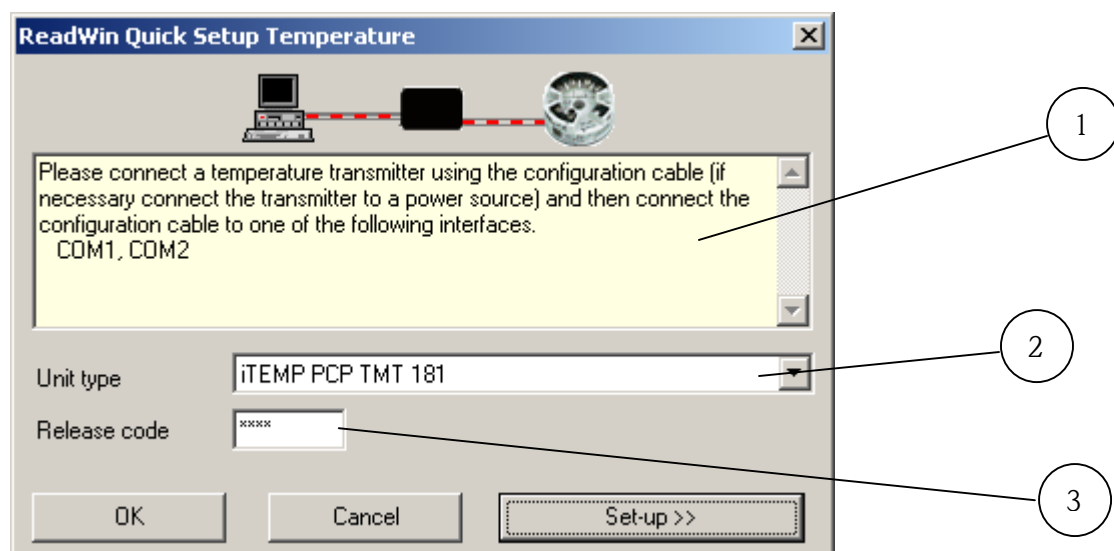 ReadWin Quick Setup Temperature
Please connect a temperature transmitter using the configuration cable (if
necessary connect the transmitter to a power source) and then connect the
configuration cable to one of the following interfaces.
COM1, COM2
1
Unit type iTEMP PCP TMT 181
2
Release code ****
3
OK Cancel Set-up >>